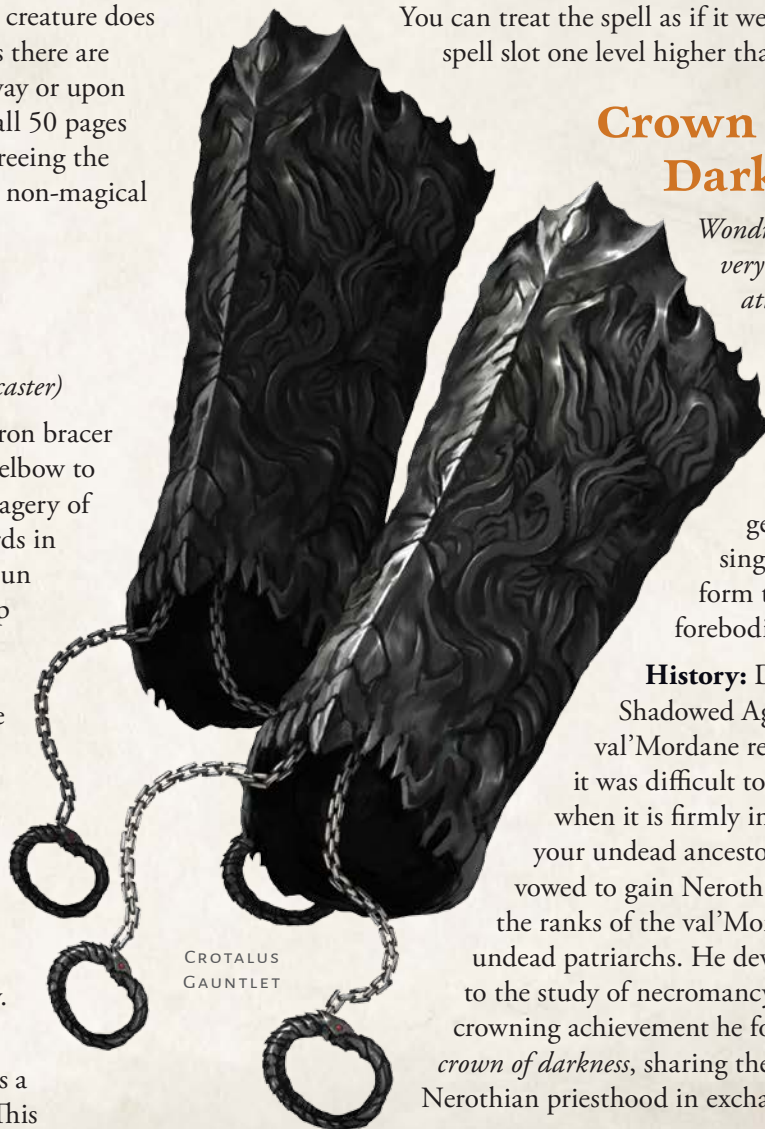 creature does
s there are
way or upon
all 50 pages
reeing the
non-magical
caster)
ron bracer
elbow to
agery of
rds in
un
p
e
.
s a
This
CROTALUS
GAUNTLET
You can treat the spell as if it we
spell slot one level higher tha
Crown
Dark
Wondr
very
at
ge
sing
form t
forebodi
History: D
Shadowed Ag
val'Mordane re
it was difficult to
when it is firmly in
your undead ancesto
vowed to gain Neroth
the ranks of the val'Mor
undead patriarchs. He dev
to the study of necromancy
crowning achievement he fo
crown of darkness, sharing the
Nerothian priesthood in excha